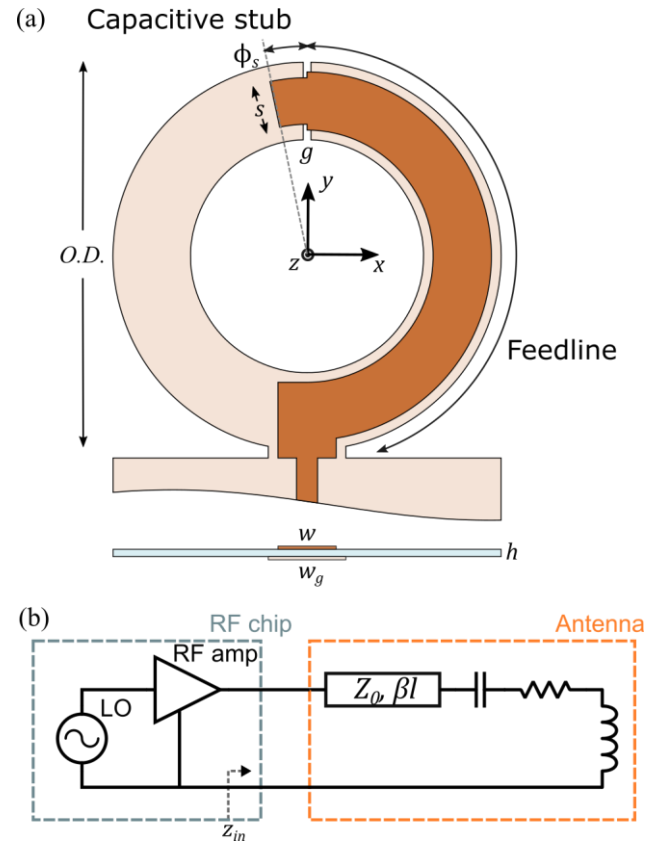 (a)
Capacitive stub
ϕs
s
g
y
O.D.
z
x
Feedline
w
h
wg
(b)
RF chip
Antenna
RF amp
LO
Z0, βl
zin